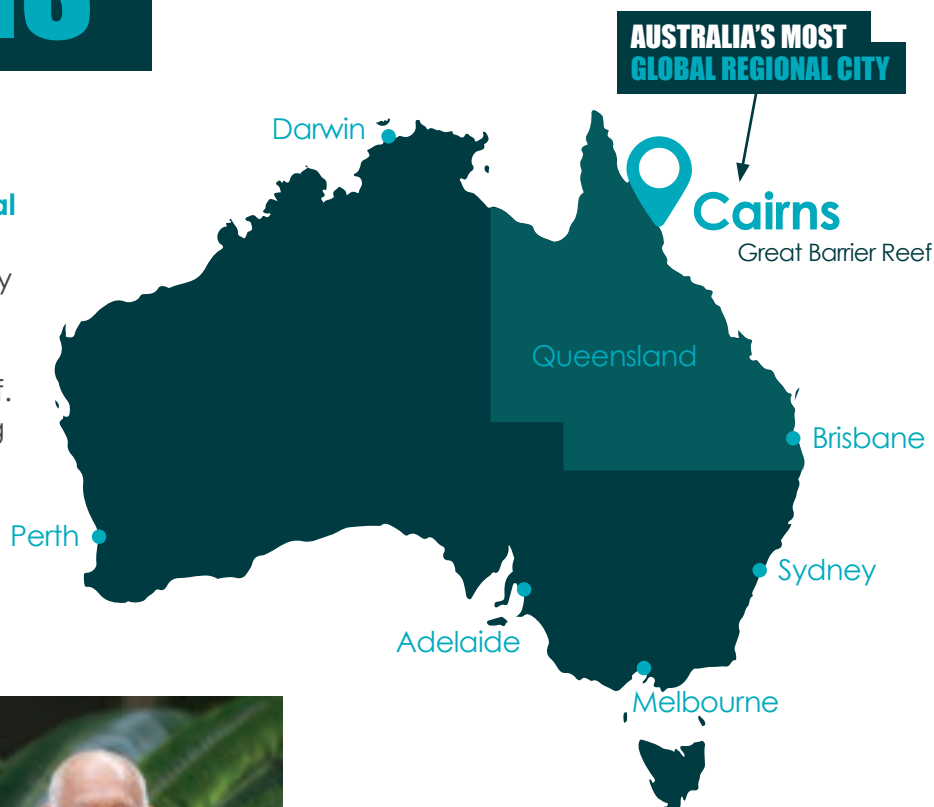 AUSTRALIA'S MOST
GLOBAL REGIONAL CITY
Darwin
Cairns
Great Barrier Reef
Queensland
Brisbane
Perth
Sydney
Adelaide
Melbourne